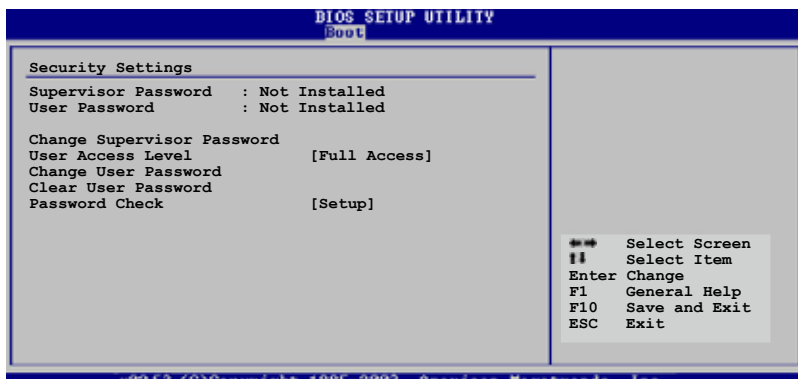 BIOS SETUP UTILITY
Boot
Security Settings
Supervisor Password : Not Installed
User Password : Not Installed
Change Supervisor Password
User Access Level [Full Access]
Change User Password
Clear User Password
Password Check [Setup]
Select Screen
Select Item
Enter Change
F1 General Help
F10 Save and Exit
ESC Exit